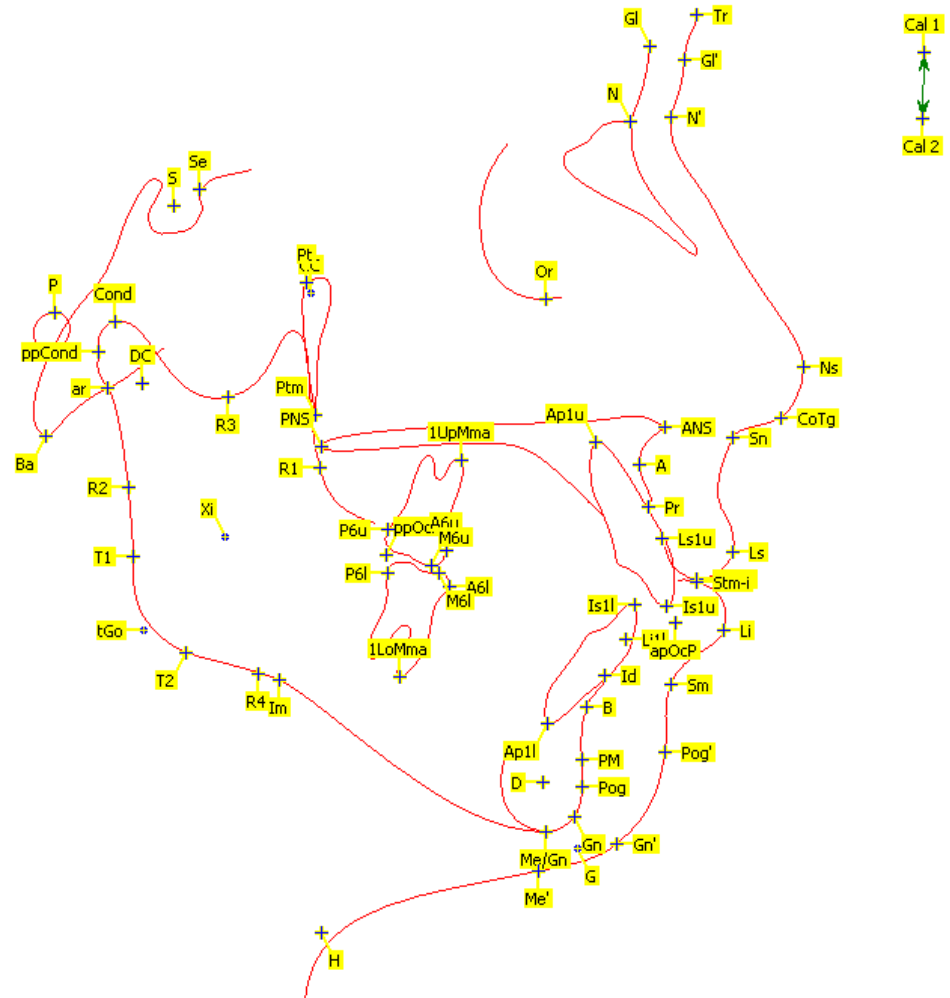 Tr
Gl
Cal 1
Gl'
N
N'
Cal 2
Se
S
Pt
CC
Or
P
Cond
ppCond
DC
Ns
ar
Ptm
R3
PNS
Ap1u
1UpMma
ANS
CoTg
Sn
Ba
R1
A
R2
Pr
Xi
P6u
ppOc
A6u
M6u
Ls1u
T1
Ls
P6l
A6l
Stm-i
M6l
Is1l
Is1u
tGo
Li1l
Li
1LoMma
apOcP
T2
Id
Sm
R4
Im
B
Ap1l
PM
Pog'
D
Pog
Gn
Gn'
Me/Gn
G
Me'
H